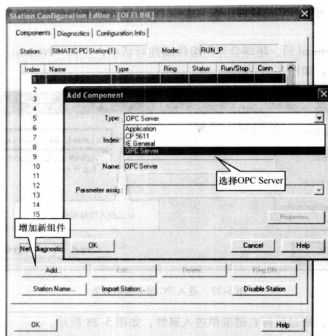 Station Configuration Editor - [OFFLINE]
Components Diagnostics Configuration Info
Station: SIMATIC PC Station(1) Mode: RUN_P
Index Name Type Ring Status Run/Stop Conn
1
2
3
4
5
6
7
8
9
10
11
12
13
14
15
Add Component
Type: OPC Server
Application
CP 5611
IE General
OPC Server
Index:
Name: OPC Server
Parameter assig.:
选择OPC Server
Properties...
增加新组件
OK Cancel Help
Add... Edit... Delete Ring ON
Station Name... Import Station... Disable Station
OK Help